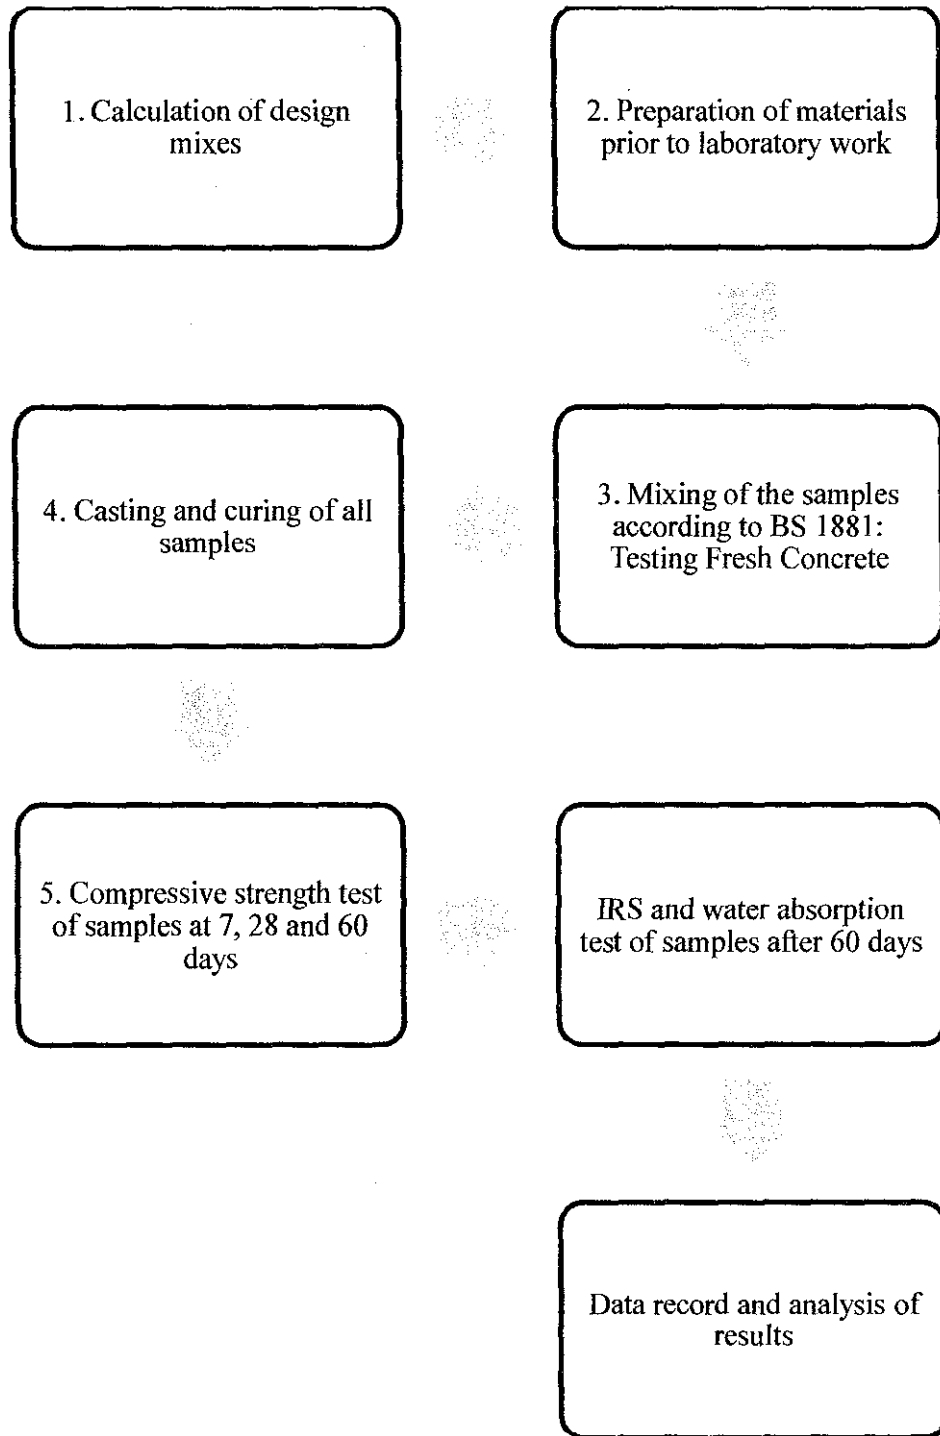 1. Calculation of design
mixes
2. Preparation of materials
prior to laboratory work
3. Mixing of the samples
according to BS 1881:
Testing Fresh Concrete
4. Casting and curing of all
samples
5. Compressive strength test
of samples at 7, 28 and 60
days
IRS and water absorption
test of samples after 60 days
Data record and analysis of
results